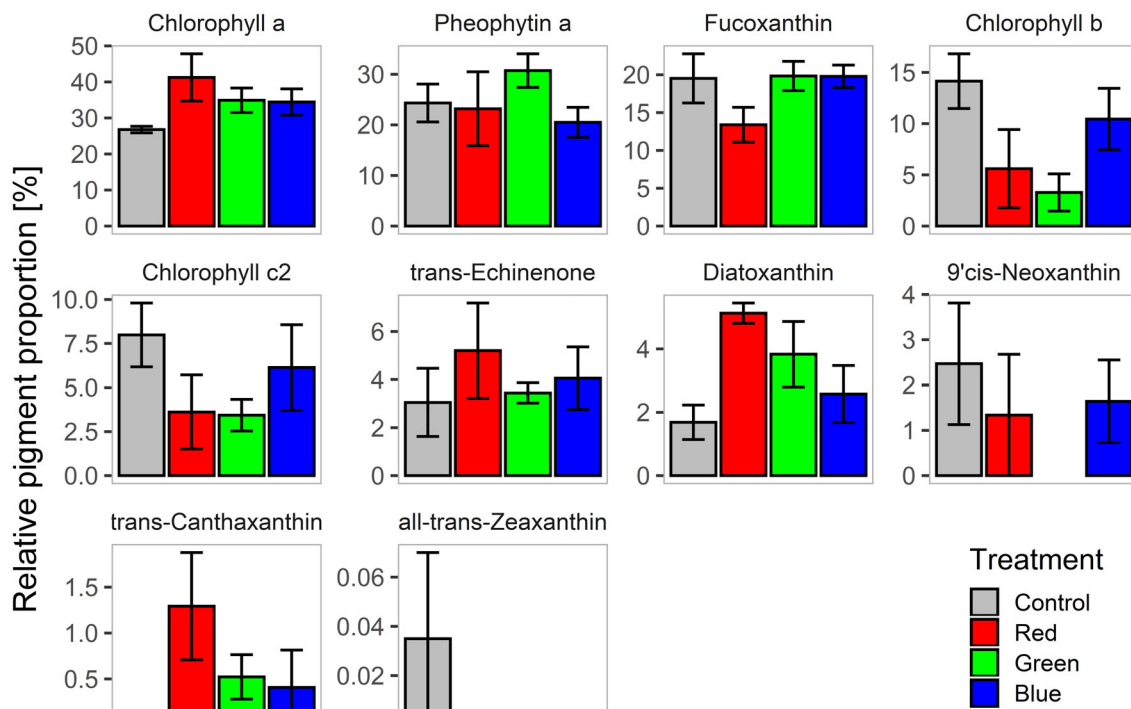 Chlorophyll a
Pheophytin a
Fucoxanthin
Chlorophyll b
50
40
30
20
10
0
30
20
10
0
20
15
10
5
0
15
10
5
0
Relative pigment proportion [%]
Chlorophyll c2
trans-Echinenone
Diatoxanthin
9'cis-Neoxanthin
10.0
7.5
5.0
2.5
0.0
6
4
2
0
4
2
0
4
3
2
1
0
trans-Canthaxanthin
all-trans-Zeaxanthin
1.5
1.0
0.5
0.06
0.04
0.02
Treatment
Control
Red
Green
Blue